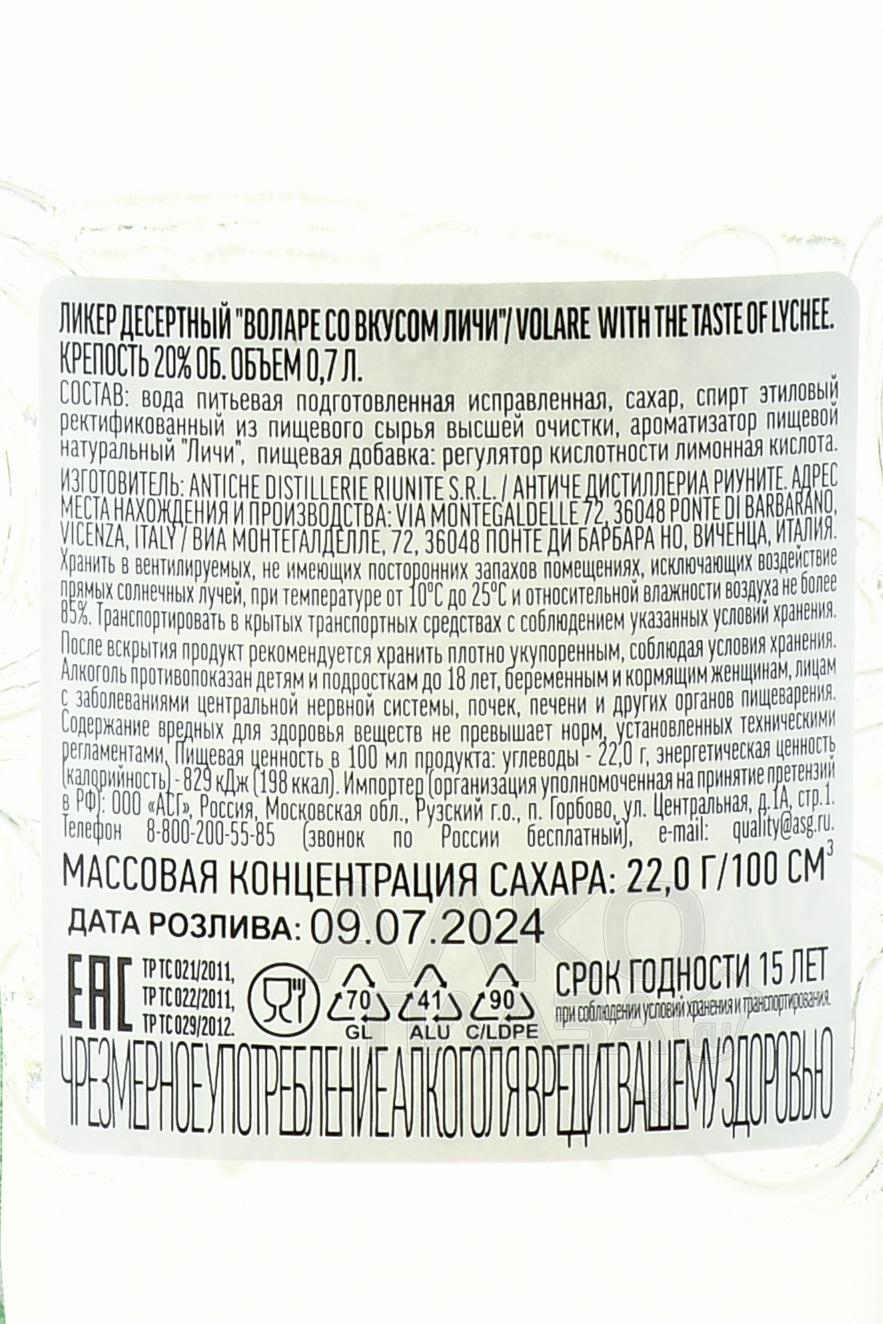 ЛИКЕР ДЕСЕРТНЫЙ "ВОЛАРЕ СО ВКУСОМ ЛИЧИ"/ VOLARE WITH THE TASTE OF LYCHEE.
КРЕПОСТЬ 20% ОБ. ОБЪЕМ 0,7 Л.
СОСТАВ: вода питьевая подготовленная исправленная, сахар, спирт этиловый
ректификованный из пищевого сырья высшей очистки, ароматизатор пищевой
натуральный "Личи", пищевая добавка: регулятор кислотности лимонная кислота.
ИЗГОТОВИТЕЛЬ: ANTICHE DISTILLERIE RIUNITE S.R.L. / АНТИЧЕ ДИСТИЛЛЕРИА РИУНИТЕ. АДРЕС
МЕСТА НАХОЖДЕНИЯ И ПРОИЗВОДСТВА: VIA MONTEGALDELLE 72, 36048 PONTE DI BARBARANO,
VICENZA, ITALY / ВИА МОНТЕГАЛДЕЛЛЕ, 72, 36048 ПОНТЕ ДИ БАРБАРА НО, ВИЧЕНЦА, ИТАЛИЯ.
Хранить в вентилируемых, не имеющих посторонних запахов помещениях, исключающих воздействие
прямых солнечных лучей, при температуре от 10°С до 25°С и относительной влажности воздуха не более
85%. Транспортировать в крытых транспортных средствах с соблюдением указанных условий хранения.
После вскрытия продукт рекомендуется хранить плотно укупоренным, соблюдая условия хранения.
Алкоголь противопоказан детям и подросткам до 18 лет, беременным и кормящим женщинам, лицам
с заболеваниями центральной нервной системы, почек, печени и других органов пищеварения.
Содержание вредных для здоровья веществ не превышает норм, установленных техническими
регламентами. Пищевая ценность в 100 мл продукта: углеводы - 22,0 г, энергетическая ценность
(калорийность) - 829 кДж (198 ккал). Импортер (организация уполномоченная на принятие претензий
в РФ): ООО «АСГ», Россия, Московская обл., Рузский г.о., п. Горбово, ул. Центральная, д.1А, стр.1.
Телефон 8-800-200-55-85 (звонок по России бесплатный), e-mail: quality@asg.ru.
МАССОВАЯ КОНЦЕНТРАЦИЯ САХАРА: 22,0 Г/100 СМ³
ДАТА РОЗЛИВА: 09.07.2024
ЕАС
ТР ТС 021/2011,
ТР ТС 022/2011,
ТР ТС 029/2012.
70
GL
41
ALU
90
C/LDPE
СРОК ГОДНОСТИ 15 ЛЕТ
при соблюдении условий хранения и транспортирования.
ЧРЕЗМЕРНОЕ УПОТРЕБЛЕНИЕ АЛКОГОЛЯ ВРЕДИТ ВАШЕМУ ЗДОРОВЬЮ